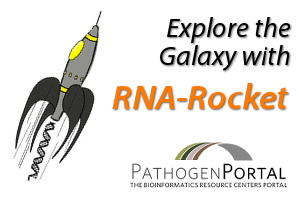 Explore the
Galaxy with
RNA-Rocket
PATHOGENPORTAL
THE BIOINFORMATICS RESOURCE CENTERS PORTAL